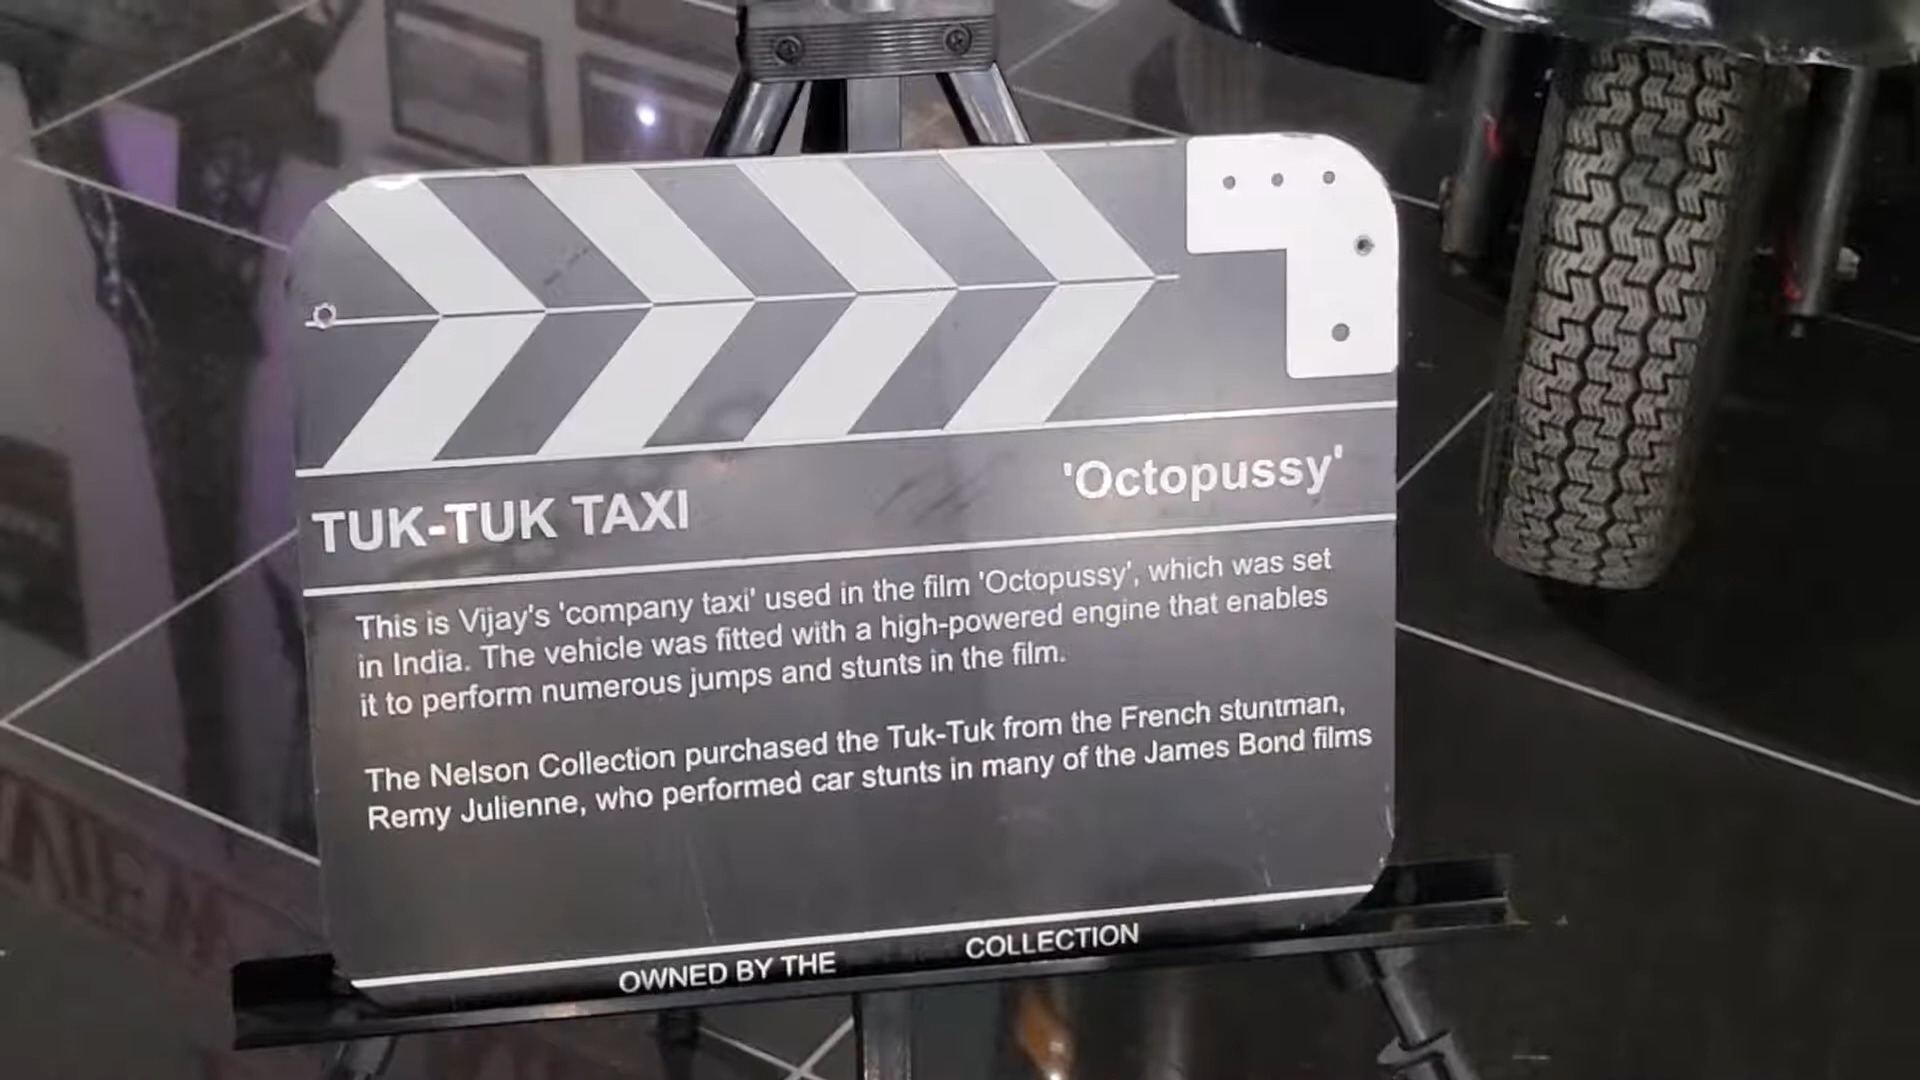 TUK-TUK TAXI
'Octopussy'
This is Vijay's 'company taxi' used in the film 'Octopussy', which was set
in India. The vehicle was fitted with a high-powered engine that enables
it to perform numerous jumps and stunts in the film.
The Nelson Collection purchased the Tuk-Tuk from the French stuntman,
Remy Julienne, who performed car stunts in many of the James Bond films
OWNED BY THE COLLECTION